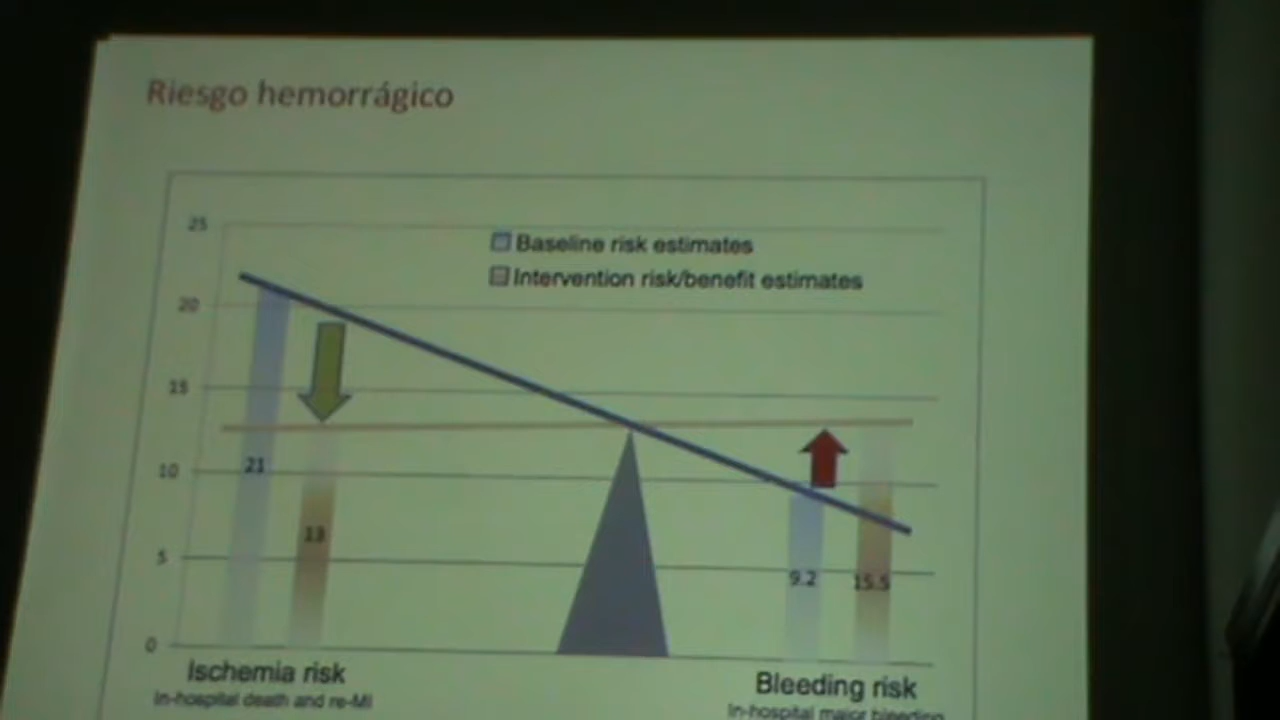 Riesgo hemorrágico
25
Baseline risk estimates
Intervention risk/benefit estimates
20
15
10
21
13
5
9.2
15.5
0
Ischemia risk
In-hospital death and re-MI
Bleeding risk
In-hospital major bleeding